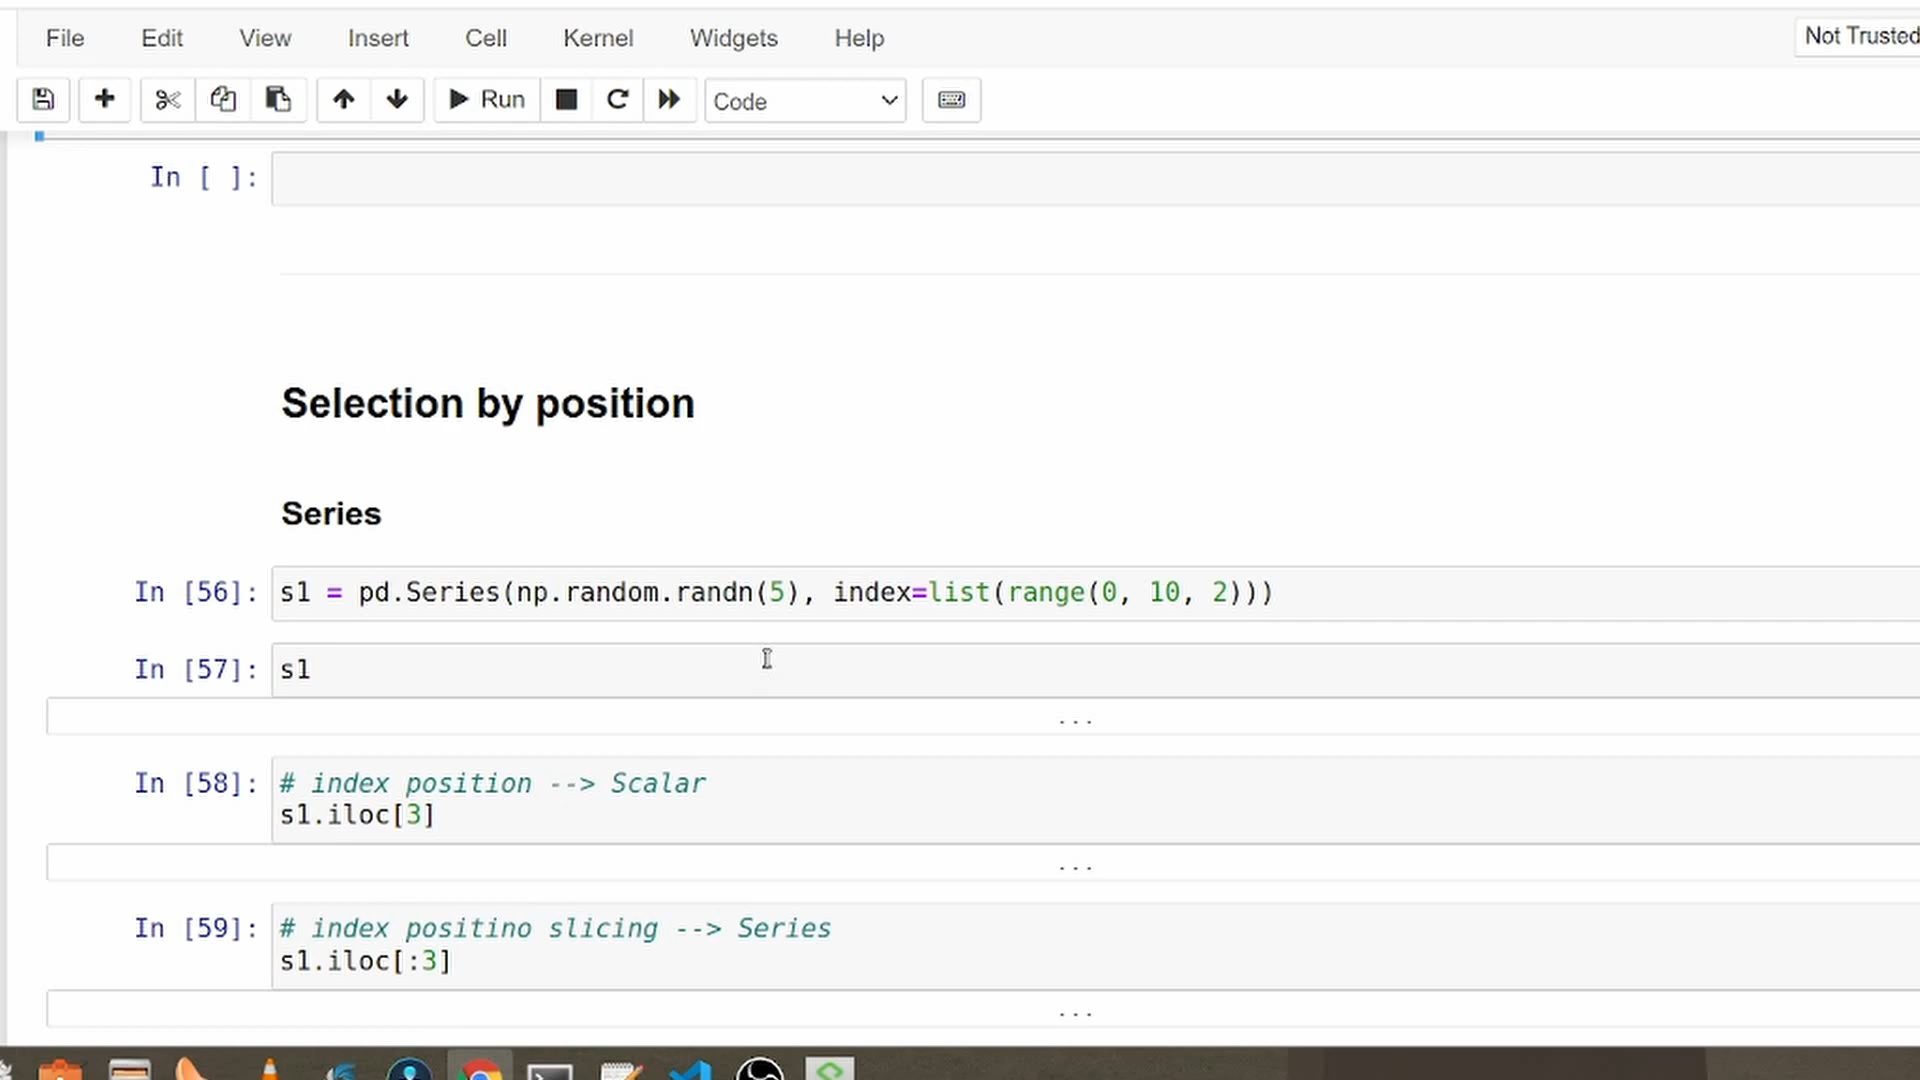 File Edit View Insert Cell Kernel Widgets Help Not Trusted
Run Code
In [ ]:
Selection by position
Series
In [56]: s1 = pd.Series(np.random.randn(5), index=list(range(0, 10, 2)))
In [57]: s1
...
In [58]: # index position --> Scalar
s1.iloc[3]
...
In [59]: # index positino slicing --> Series
s1.iloc[:3]
...